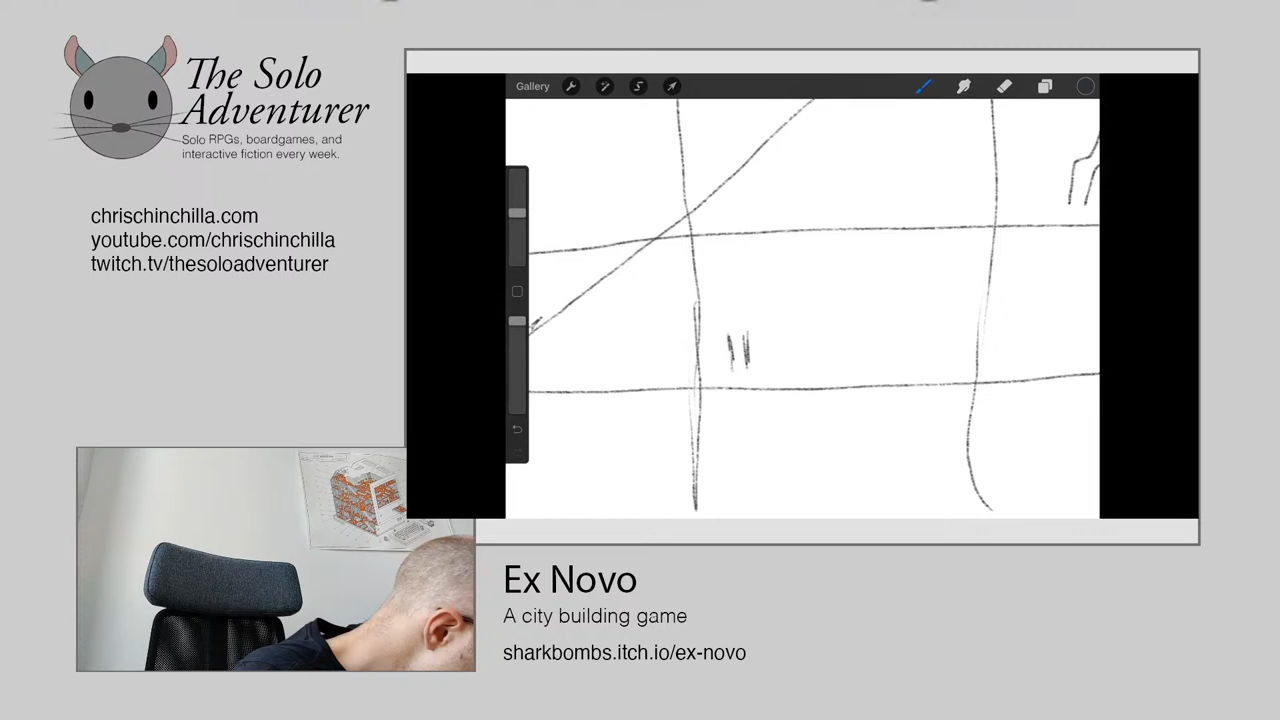 The Solo
Adventurer
Solo RPGs, boardgames, and
interactive fiction every week.
chrischinchilla.com
youtube.com/chrischinchilla
twitch.tv/thesoloadventurer
Gallery
Ex Novo
A city building game
sharkbombs.itch.io/ex-novo